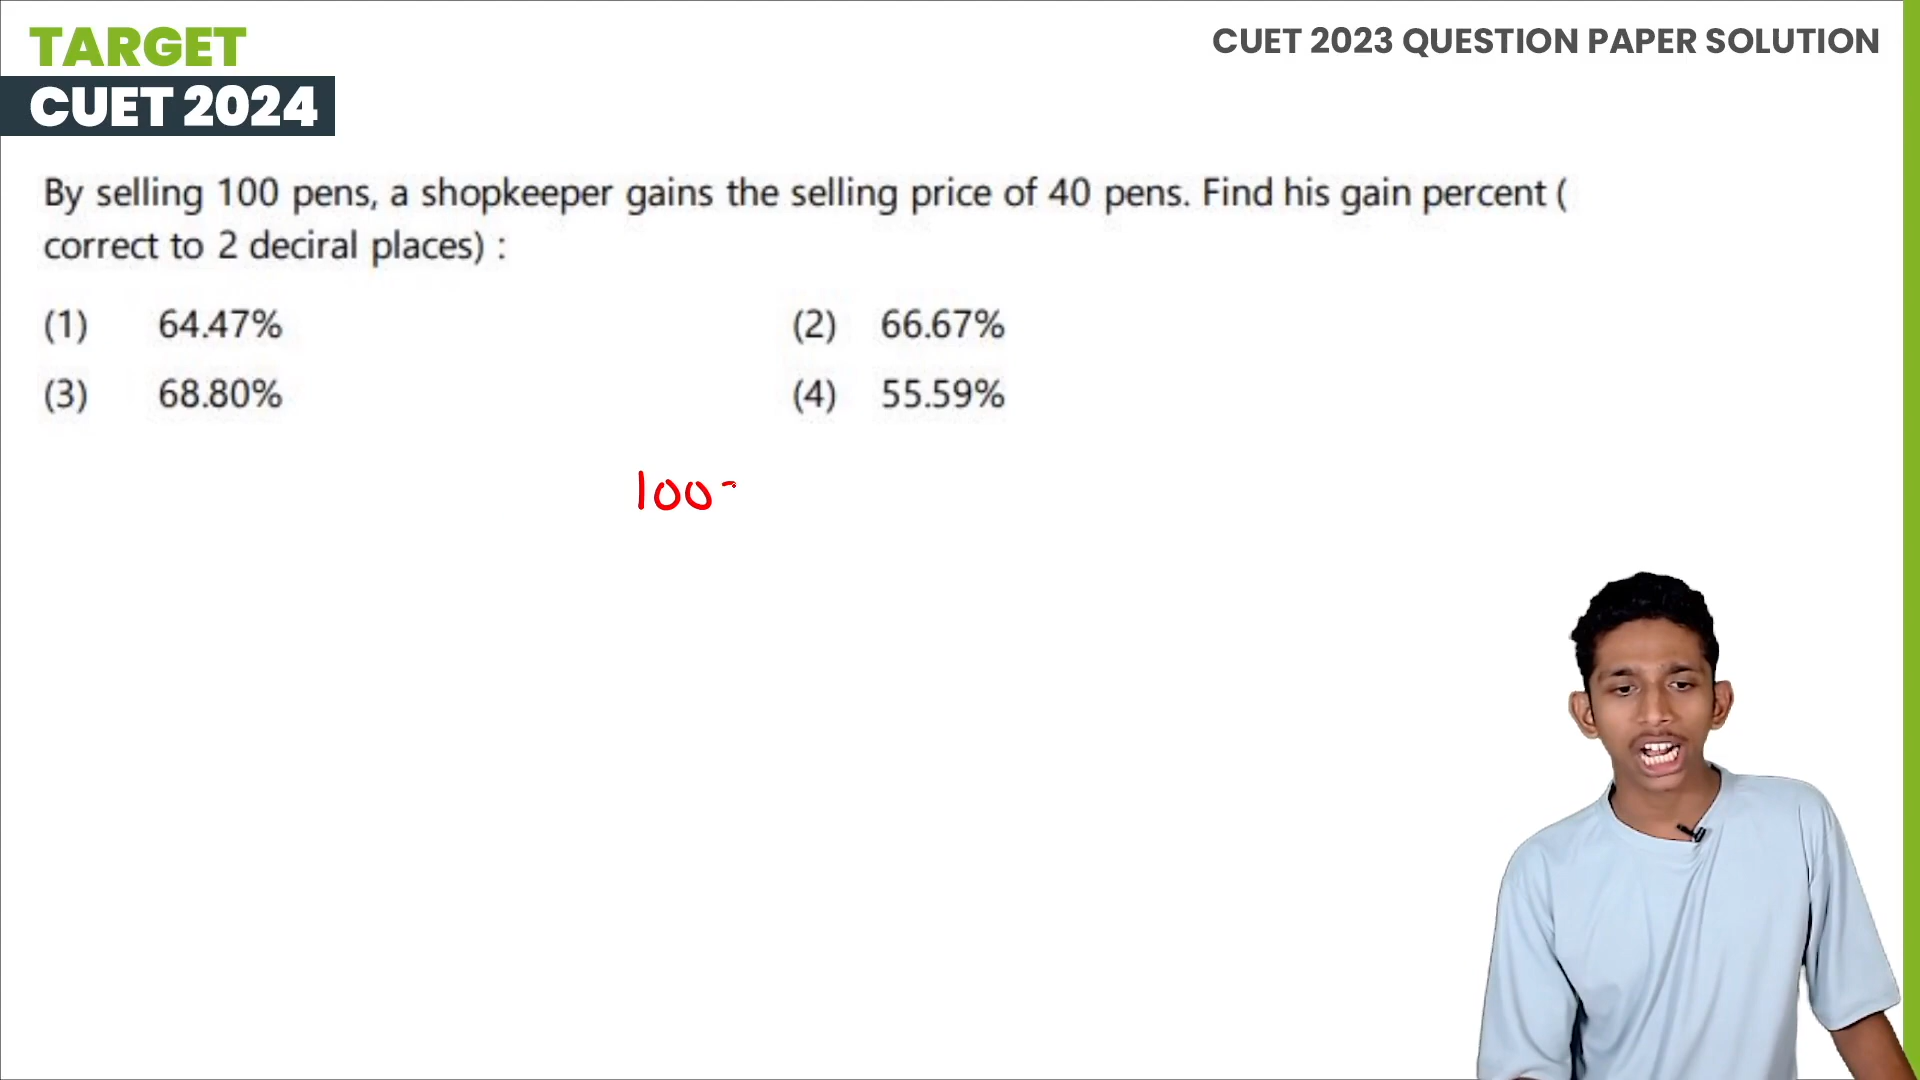 TARGET
CUET 2024
CUET 2023 QUESTION PAPER SOLUTION
By selling 100 pens, a shopkeeper gains the selling price of 40 pens. Find his gain percent (
correct to 2 deciral places) :
(1) 64.47% (2) 66.67%
(3) 68.80% (4) 55.59%
100-